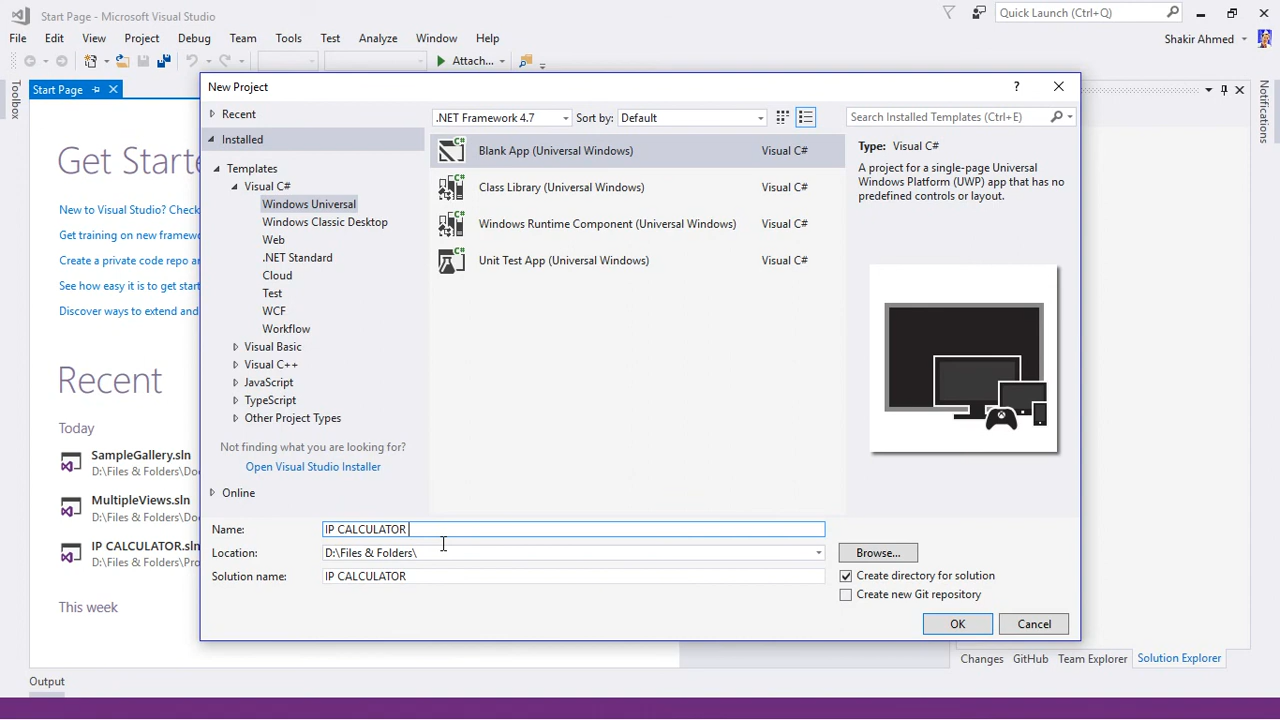 Start Page - Microsoft Visual Studio
Quick Launch (Ctrl+Q)
File Edit View Project Debug Team Tools Test Analyze Window Help
Shakir Ahmed
Attach...
Toolbox
Start Page
Notifications
New Project
Recent
Installed
Templates
Visual C#
Windows Universal
Windows Classic Desktop
Web
.NET Standard
Cloud
Test
WCF
Workflow
Visual Basic
Visual C++
JavaScript
TypeScript
Other Project Types
Not finding what you are looking for?
Open Visual Studio Installer
Online
.NET Framework 4.7 Sort by: Default
Search Installed Templates (Ctrl+E)
C# Blank App (Universal Windows) Visual C#
C# Class Library (Universal Windows) Visual C#
C# Windows Runtime Component (Universal Windows) Visual C#
C# Unit Test App (Universal Windows) Visual C#
Type: Visual C#
A project for a single-page Universal
Windows Platform (UWP) app that has no
predefined controls or layout.
Name: IP CALCULATOR
Location: D:\Files & Folders\
Browse...
Solution name: IP CALCULATOR
Create directory for solution
Create new Git repository
OK Cancel
Get Starte
New to Visual Studio? Check
Get training on new framewo
Create a private code repo an
See how easy it is to get start
Discover ways to extend and
Recent
Today
SampleGallery.sln
D:\Files & Folders\Doc
MultipleViews.sln
D:\Files & Folders\Doc
IP CALCULATOR.sln
D:\Files & Folders\Pro
This week
Changes GitHub Team Explorer Solution Explorer
Output